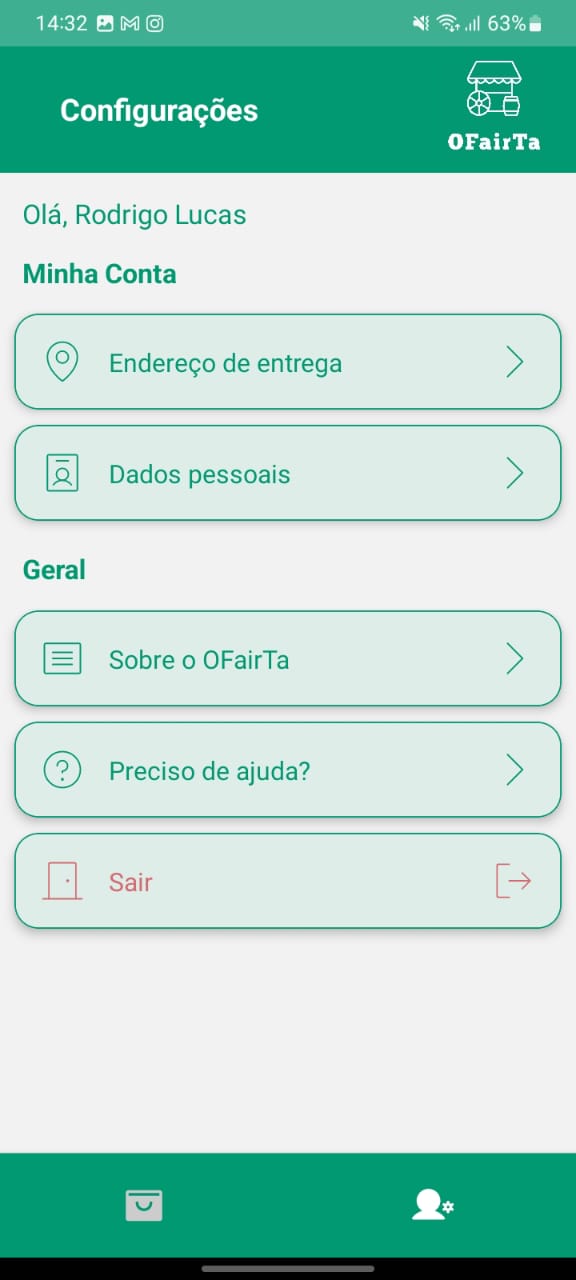 14:32 63%
Configurações
OFairTa
Olá, Rodrigo Lucas
Minha Conta
Endereço de entrega
Dados pessoais
Geral
Sobre o OFairTa
Preciso de ajuda?
Sair